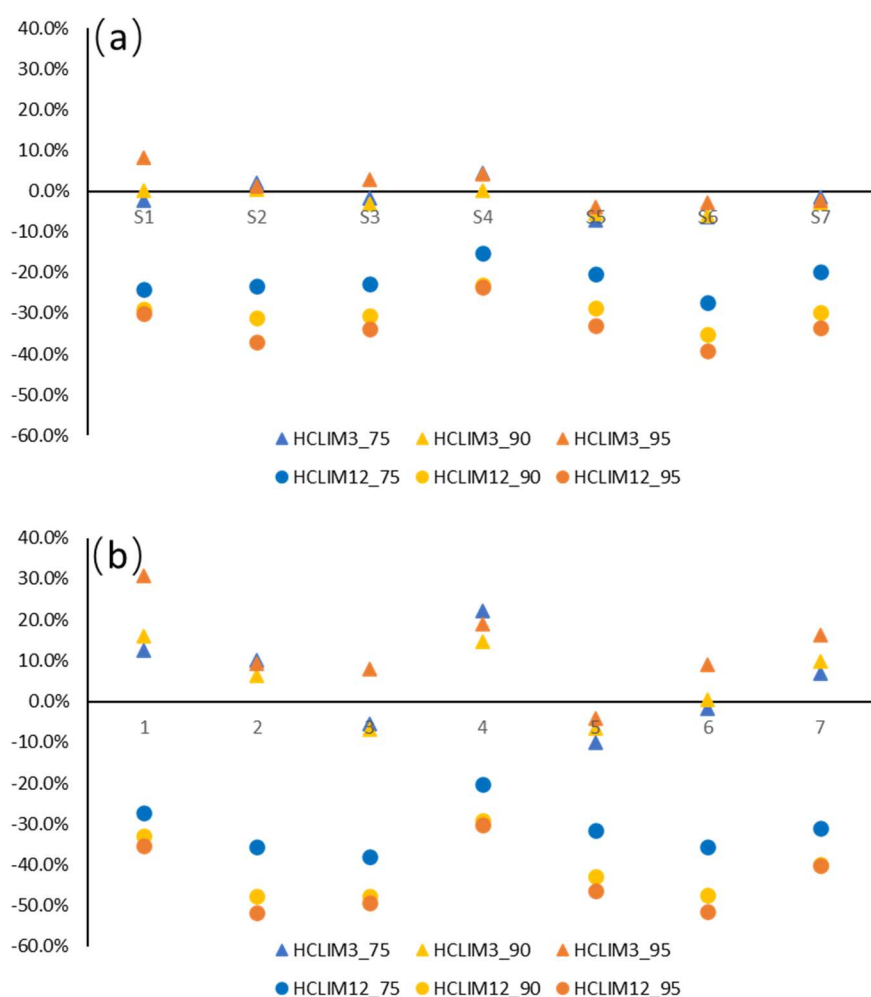 (a)
40.0%
30.0%
20.0%
10.0%
0.0%
S1 S2 S3 S4 S5 S6 S7
-10.0%
-20.0%
-30.0%
-40.0%
-50.0%
-60.0%
HCLIM3_75 HCLIM3_90 HCLIM3_95
HCLIM12_75 HCLIM12_90 HCLIM12_95
(b)
40.0%
30.0%
20.0%
10.0%
0.0%
1 2 3 4 5 6 7
-10.0%
-20.0%
-30.0%
-40.0%
-50.0%
-60.0%
HCLIM3_75 HCLIM3_90 HCLIM3_95
HCLIM12_75 HCLIM12_90 HCLIM12_95